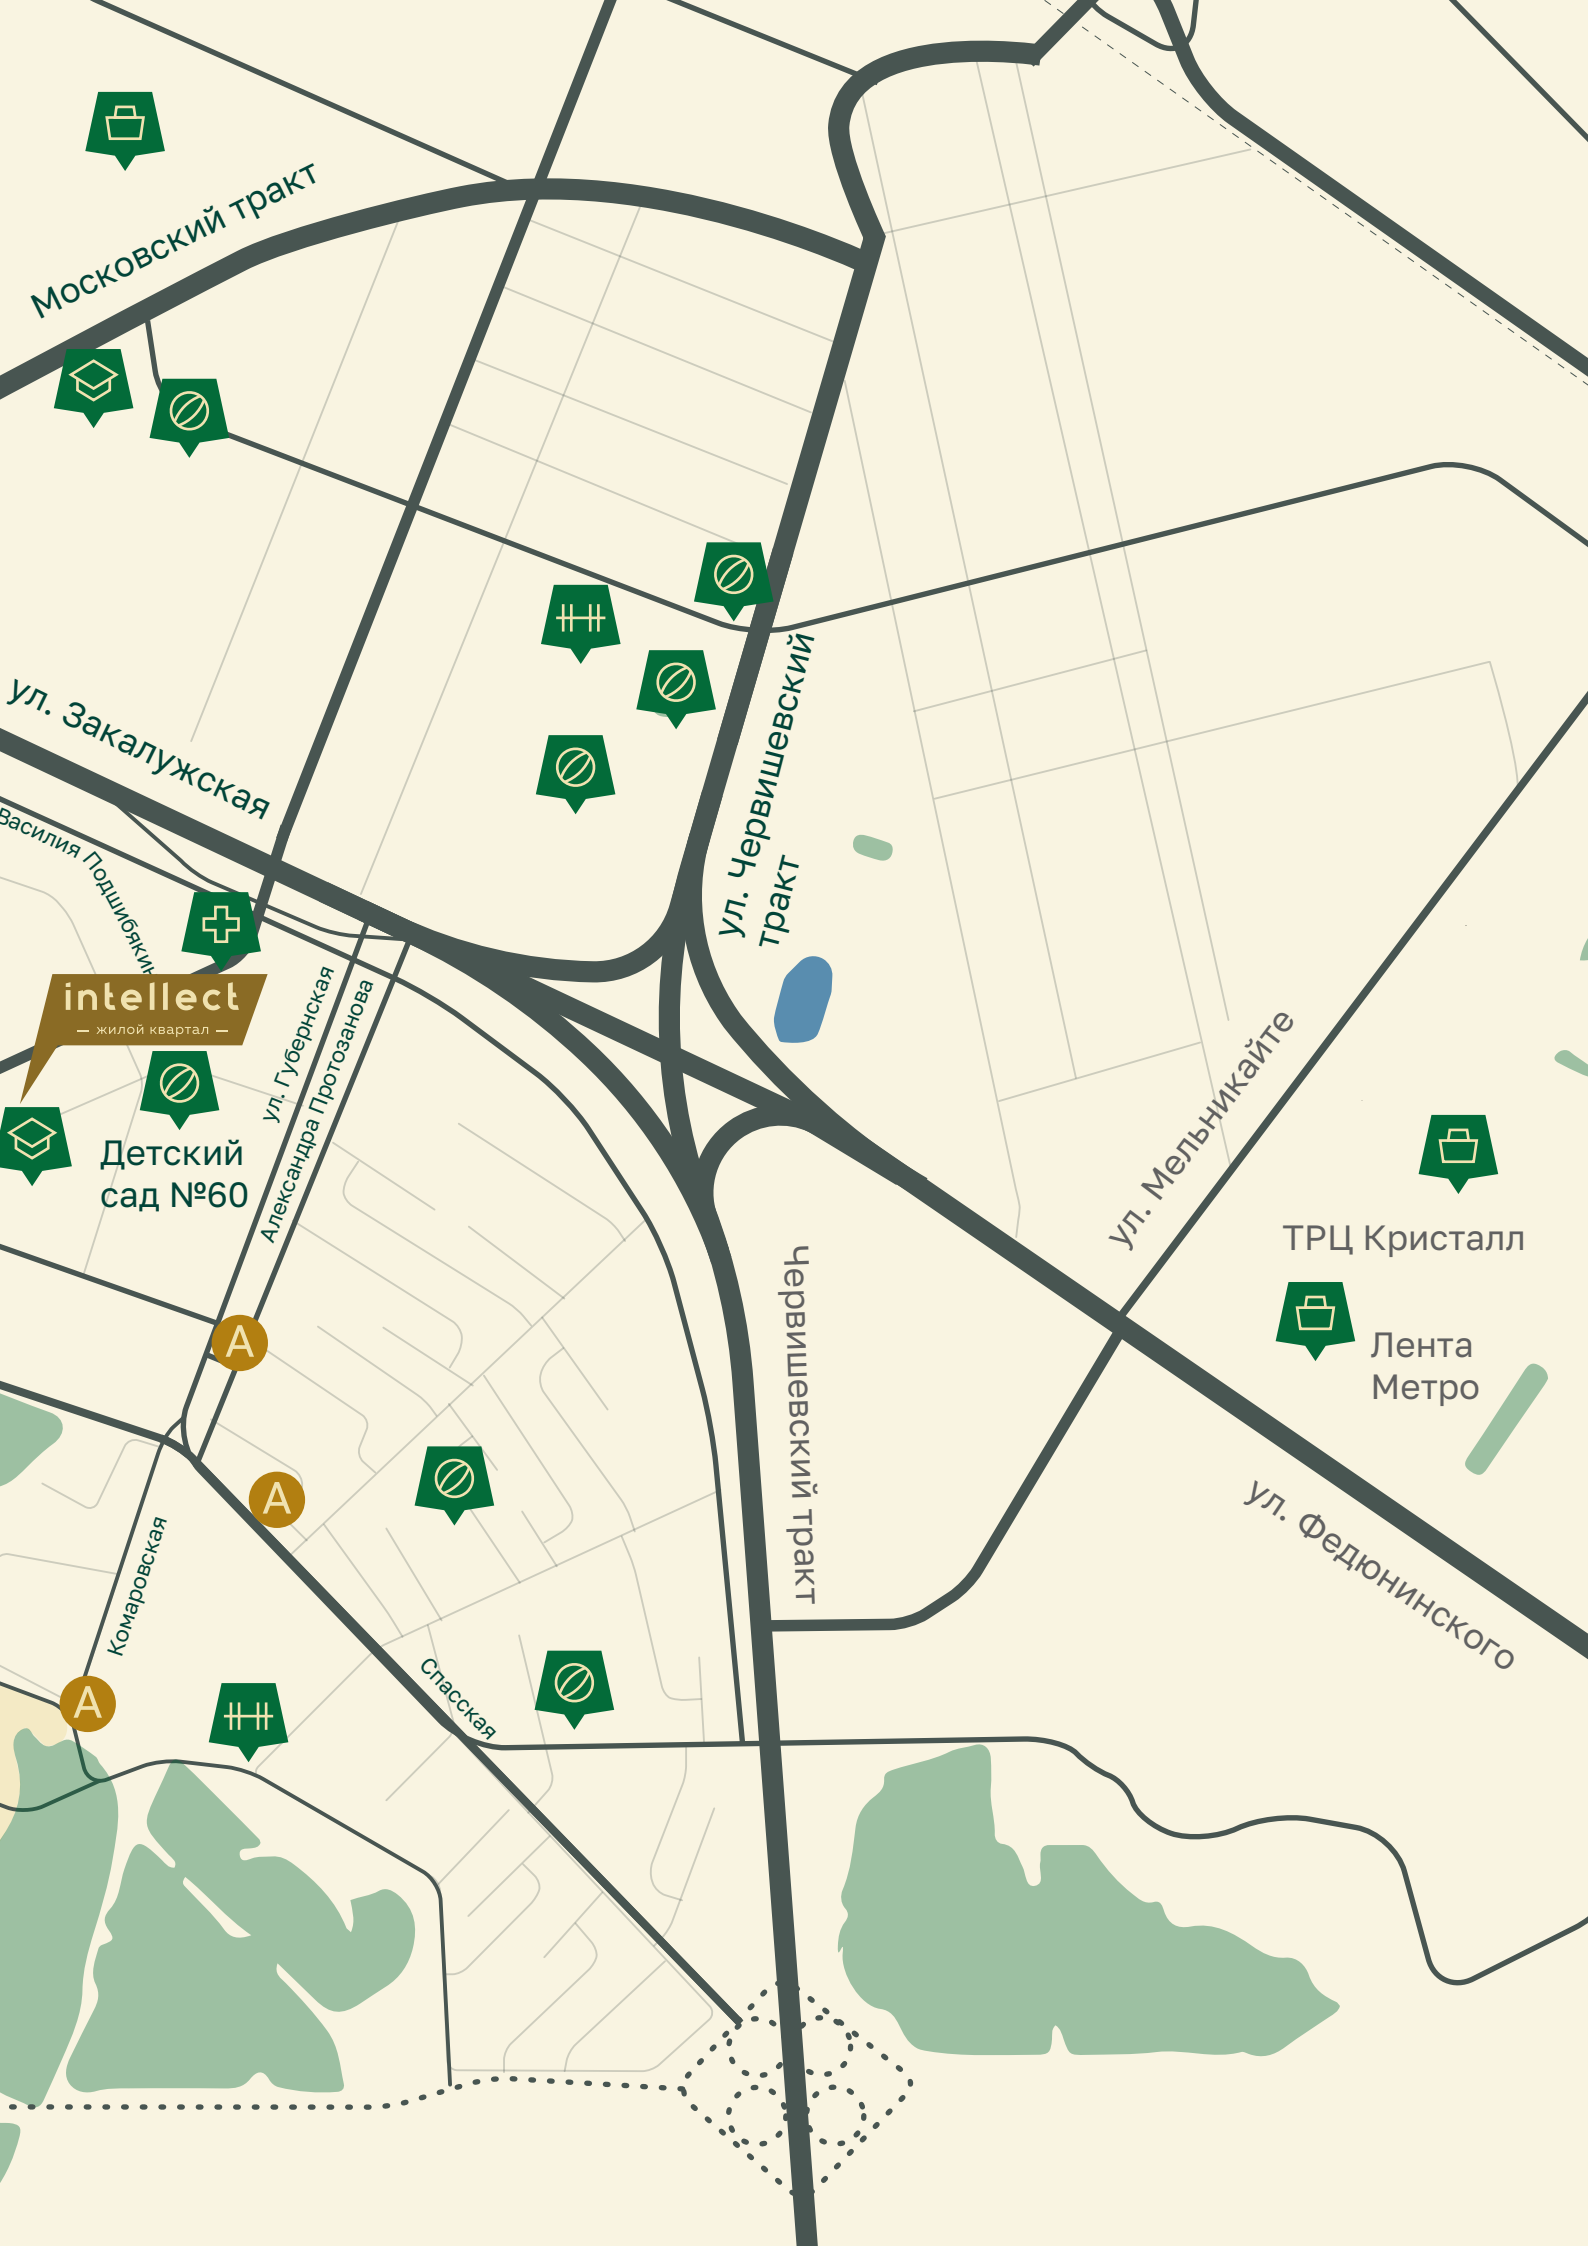 Московский тракт
ул. Закалужская
ул. Червишевский
тракт
Василия Подшибякина
intellect
— жилой квартал —
ул. Губернская
Александра Протозанова
Детский
сад №60
ул. Мельникайте
ТРЦ Кристалл
Червишевский тракт
Лента
Метро
А
А
ул. Федюнинского
Комаровская
Спасская
А